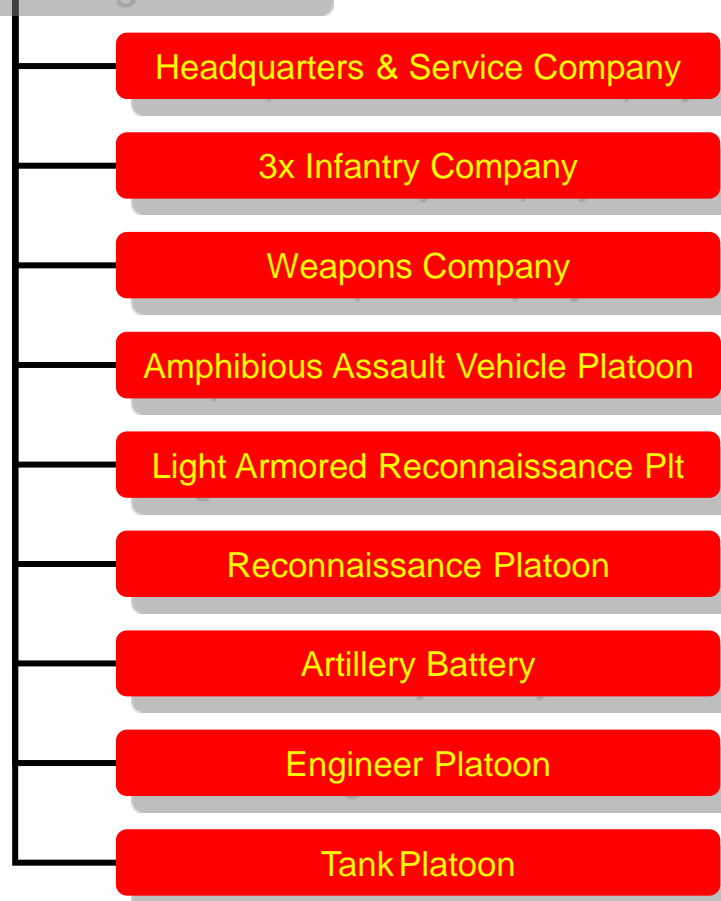 Headquarters & Service Company
3x Infantry Company
Weapons Company
Amphibious Assault Vehicle Platoon
Light Armored Reconnaissance Plt
Reconnaissance Platoon
Artillery Battery
Engineer Platoon
Tank Platoon